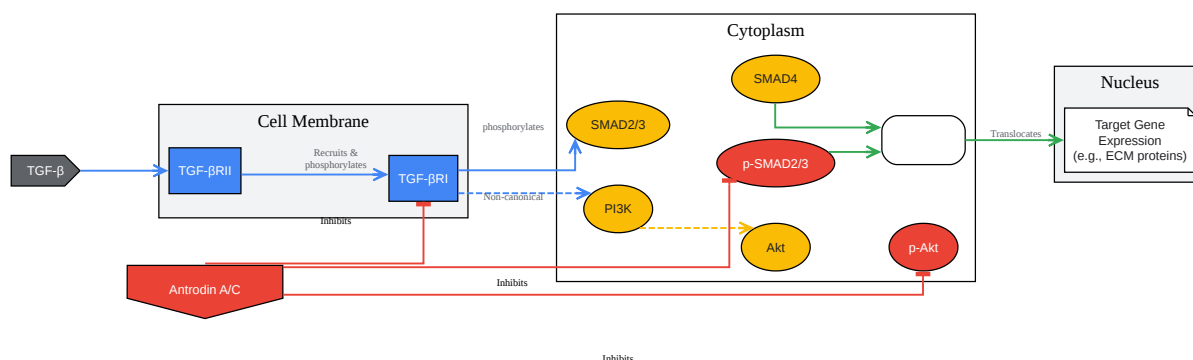 Cytoplasm
SMAD4
Nucleus
Cell Membrane
phosphorylates
SMAD2/3
Target Gene
Expression
(e.g., ECM proteins)
Translocates
Recruits &
phosphorylates
TGF-β
TGF-βRII
TGF-βRI
p-SMAD2/3
Non-canonical
PI3K
Inhibits
Akt
p-Akt
Antrodin A/C
Inhibits
Inhibits